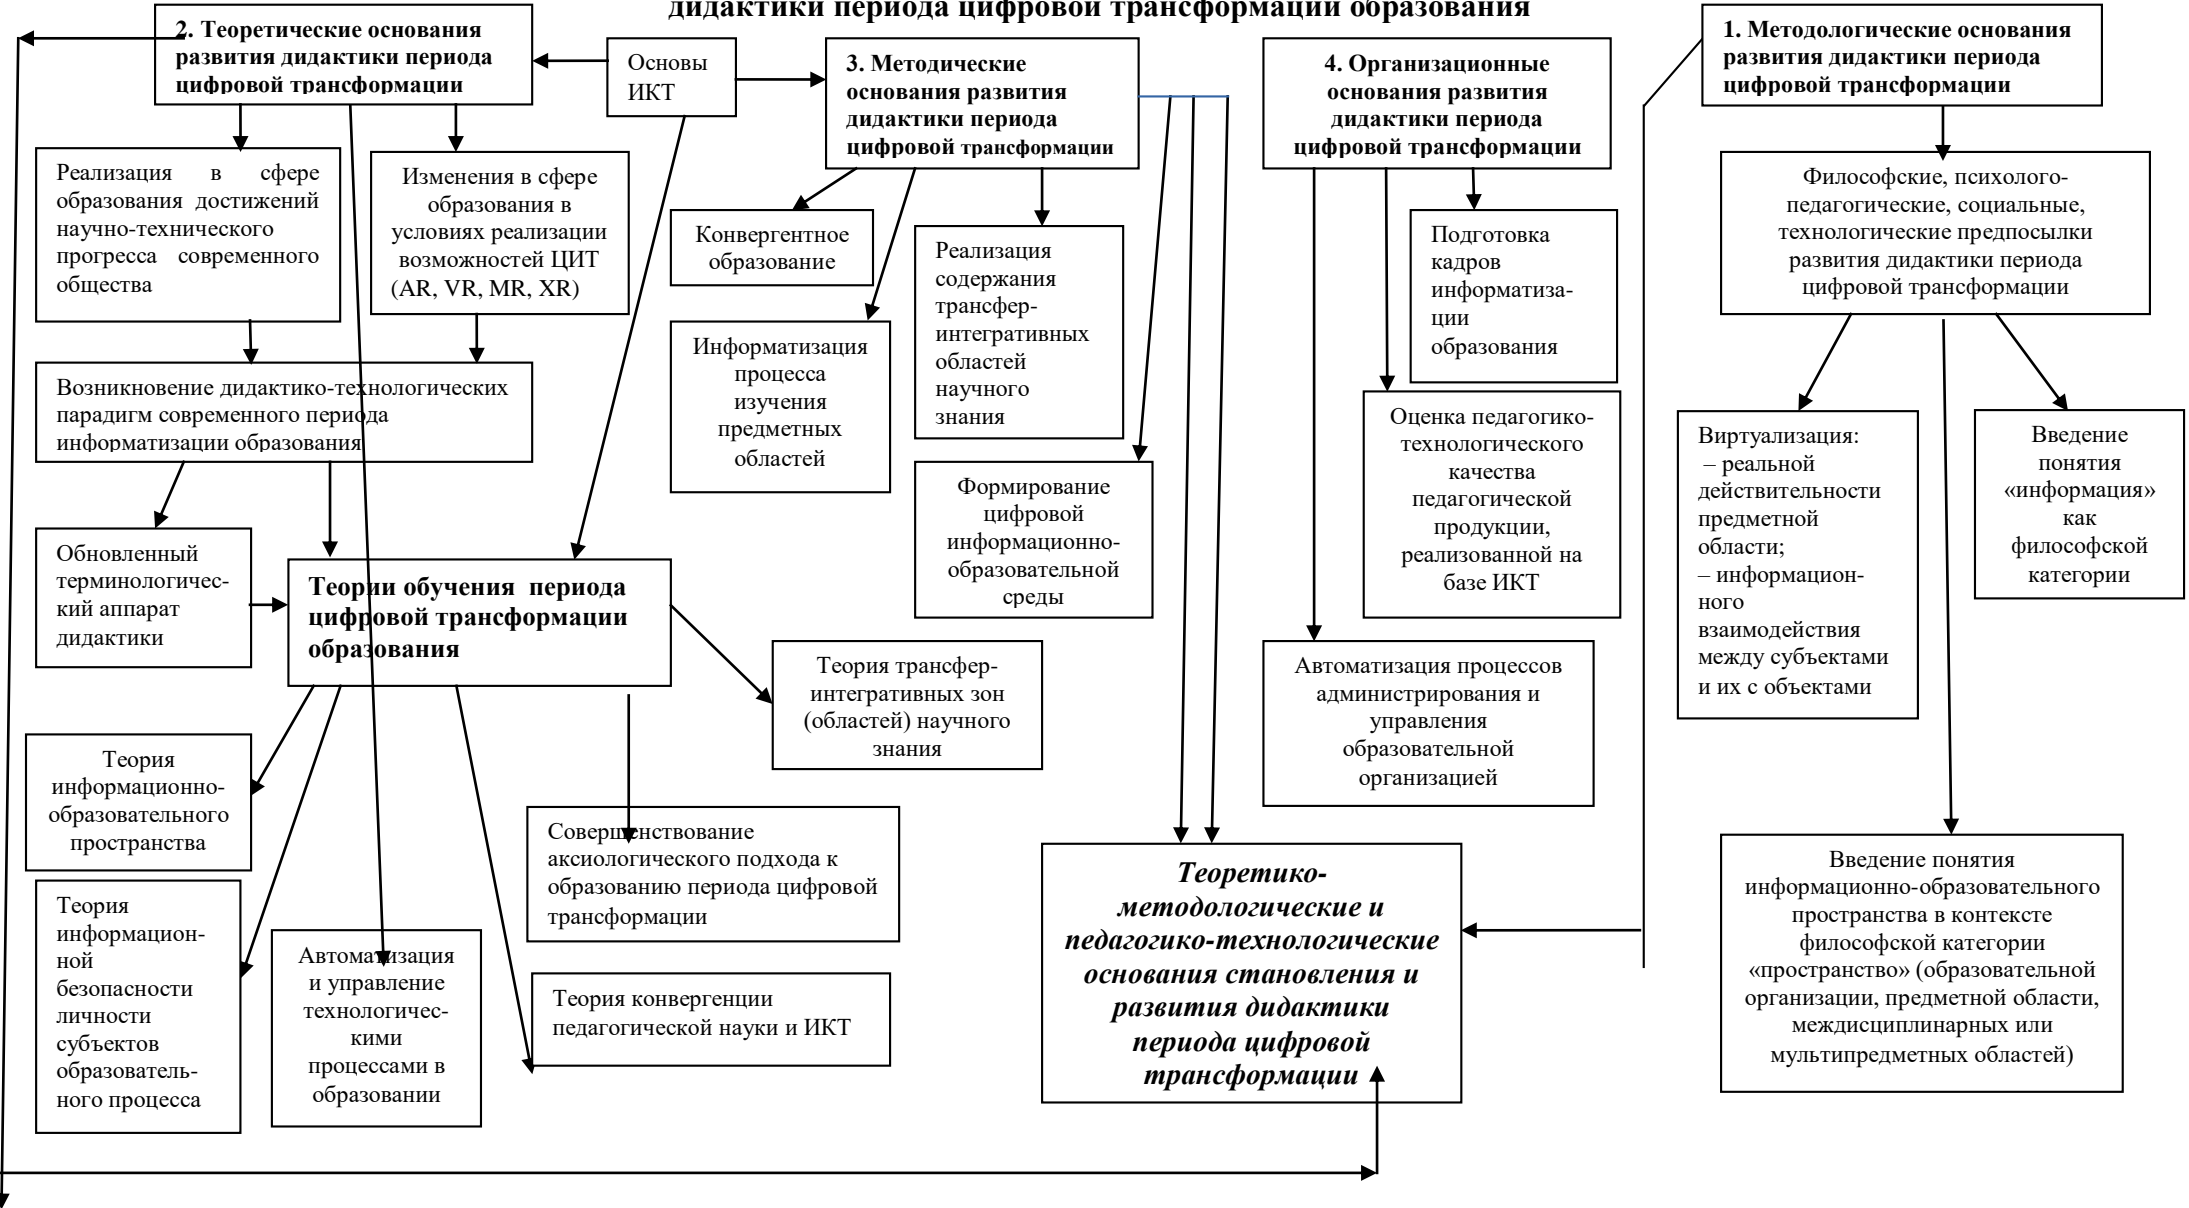 дидактики периода цифровой трансформации образования
2. Теоретические основания
развития дидактики периода
цифровой трансформации
Основы
ИКТ
3. Методические
основания развития
дидактики периода
цифровой трансформации
4. Организационные
основания развития
дидактики периода
цифровой трансформации
1. Методологические основания
развития дидактики периода
цифровой трансформации
Реализация в сфере
образования достижений
научно-технического
прогресса современного
общества
Изменения в сфере
образования в
условиях реализации
возможностей ЦИТ
(AR, VR, MR, XR)
Конвергентное
образование
Реализация
содержания
трансфер-
интегративных
областей
научного
знания
Подготовка
кадров
информатиза-
ции
образования
Философские, психолого-
педагогические, социальные,
технологические предпосылки
развития дидактики периода
цифровой трансформации
Возникновение дидактико-технологических
парадигм современного периода
информатизации образования
Информатизация
процесса
изучения
предметных
областей
Формирование
цифровой
информационно-
образовательной
среды
Оценка педагогико-
технологического
качества
педагогической
продукции,
реализованной на
базе ИКТ
Виртуализация:
– реальной
действительности
предметной
области;
– информацион-
ного
взаимодействия
между субъектами
и их с объектами
Введение
понятия
«информация»
как
философской
категории
Обновленный
терминологичес-
кий аппарат
дидактики
Теории обучения периода
цифровой трансформации
образования
Теория трансфер-
интегративных зон
(областей) научного
знания
Автоматизация процессов
администрирования и
управления
образовательной
организацией
Теория
информационно-
образовательного
пространства
Совершенствование
аксиологического подхода к
образованию периода цифровой
трансформации
Теоретико-
методологические и
педагогико-технологические
основания становления и
развития дидактики
периода цифровой
трансформации
Введение понятия
информационно-образовательного
пространства в контексте
философской категории
«пространство» (образовательной
организации, предметной области,
междисциплинарных или
мультипредметных областей)
Теория
информацион-
ной
безопасности
личности
субъектов
образователь-
ного процесса
Автоматизация
и управление
технологичес-
кими
процессами в
образовании
Теория конвергенции
педагогической науки и ИКТ